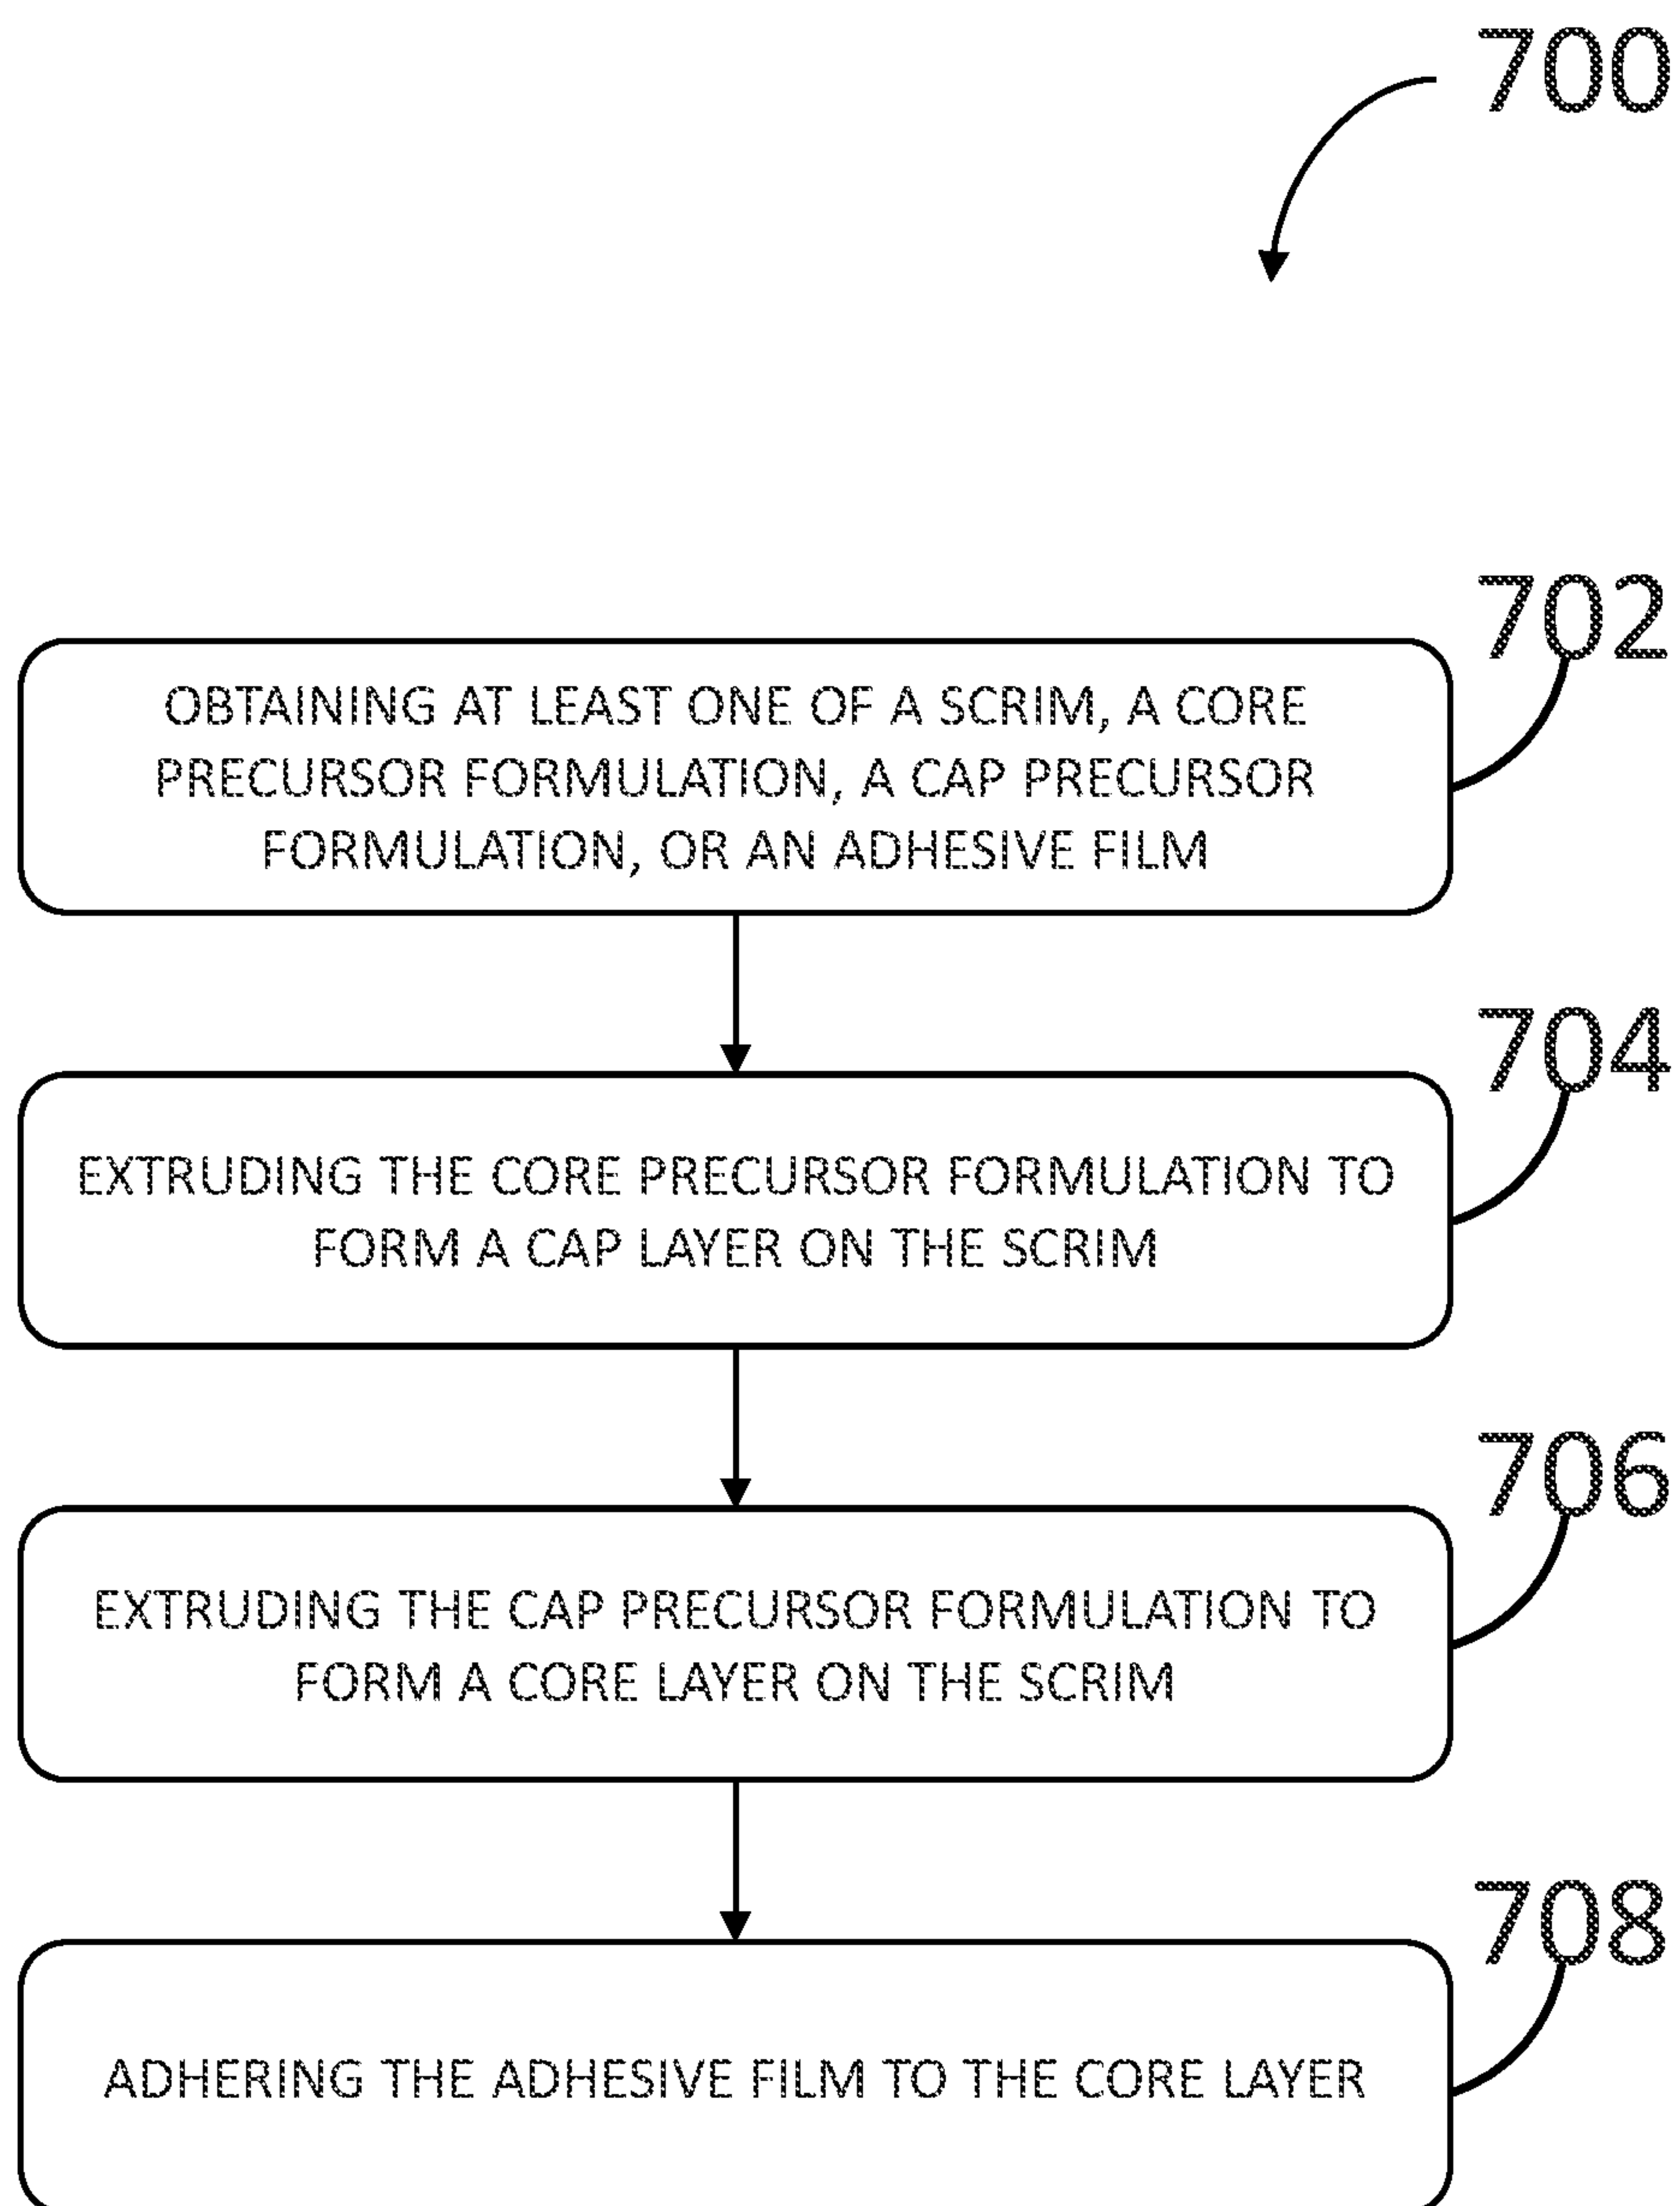 700
702
OBTAINING AT LEAST ONE OF A SCRIM, A CORE
PRECURSOR FORMULATION, A CAP PRECURSOR
FORMULATION, OR AN ADHESIVE FILM
704
EXTRUDING THE CORE PRECURSOR FORMULATION TO
FORM A CAP LAYER ON THE SCRIM
706
EXTRUDING THE CAP PRECURSOR FORMULATION TO
FORM A CORE LAYER ON THE SCRIM
708
ADHERING THE ADHESIVE FILM TO THE CORE LAYER